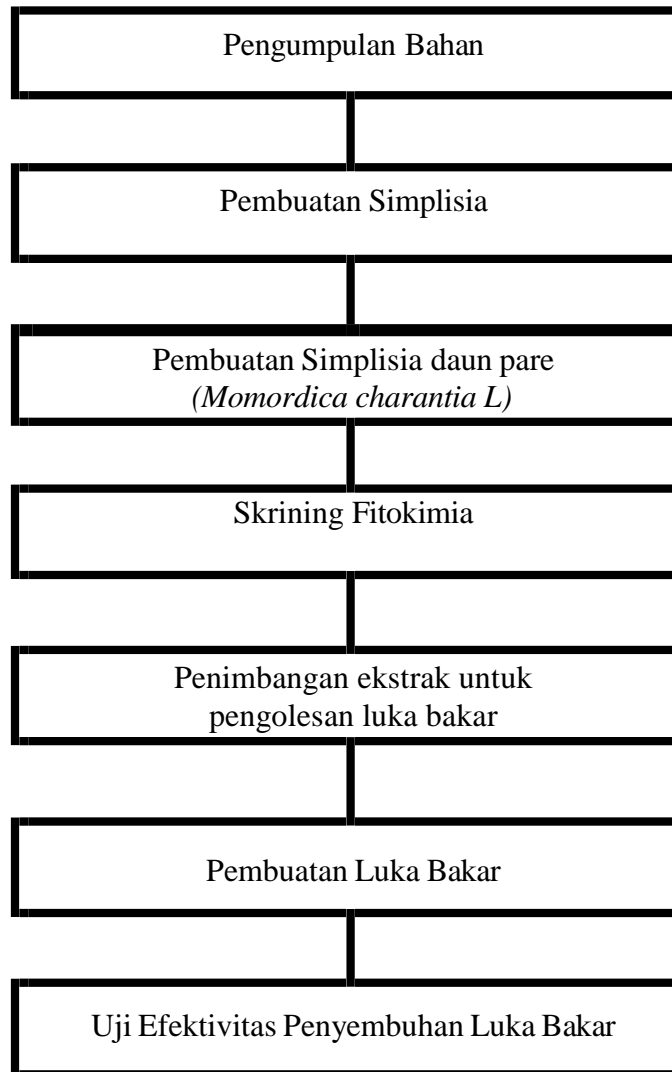 Pengumpulan Bahan
Pembuatan Simplisia
Pembuatan Simplisia daun pare
(Momordica charantia L)
Skrining Fitokimia
Penimbangan ekstrak untuk
pengolesan luka bakar
Pembuatan Luka Bakar
Uji Efektivitas Penyembuhan Luka Bakar